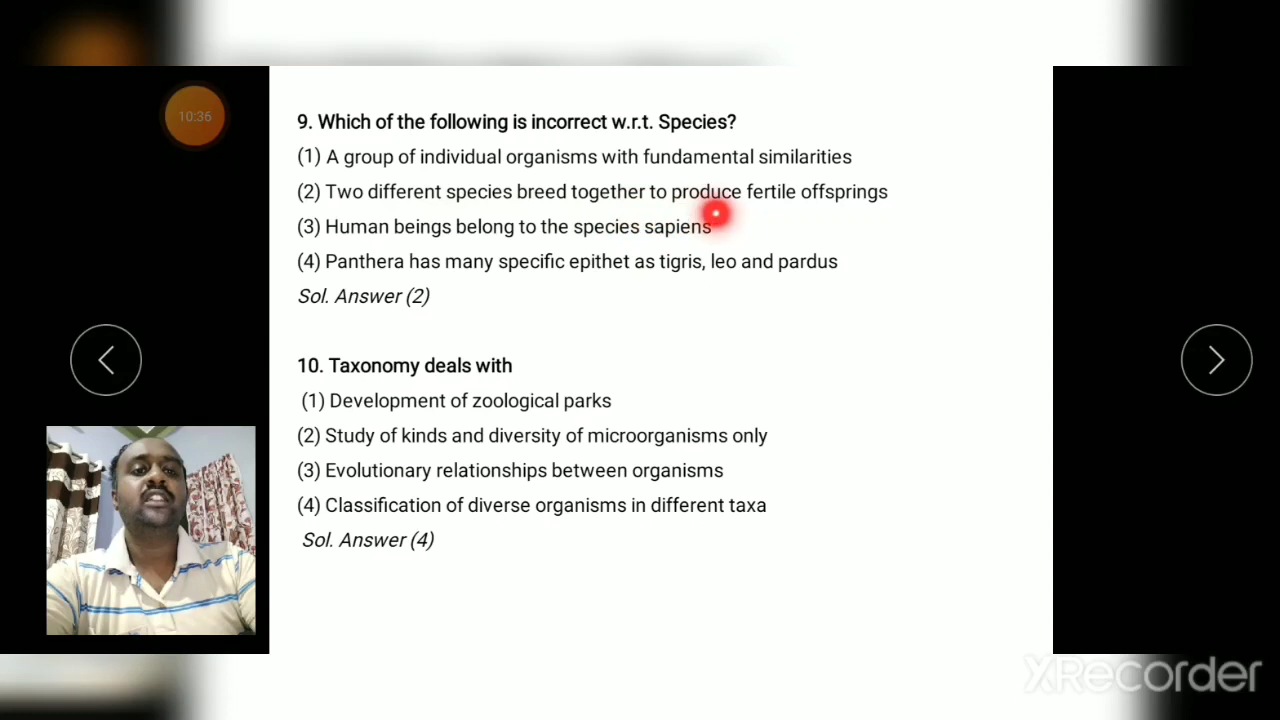 10:36
9. Which of the following is incorrect w.r.t. Species?
(1) A group of individual organisms with fundamental similarities
(2) Two different species breed together to produce fertile offsprings
(3) Human beings belong to the species sapiens
(4) Panthera has many specific epithet as tigris, leo and pardus
Sol. Answer (2)
10. Taxonomy deals with
(1) Development of zoological parks
(2) Study of kinds and diversity of microorganisms only
(3) Evolutionary relationships between organisms
(4) Classification of diverse organisms in different taxa
Sol. Answer (4)
XRecorder